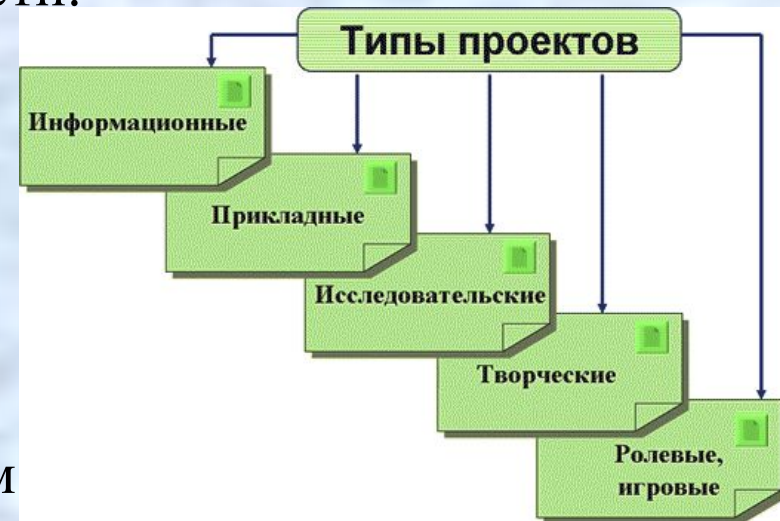 Типы проектов
Информационные
Прикладные
Исследовательские
Творческие
Ролевые,
игровые